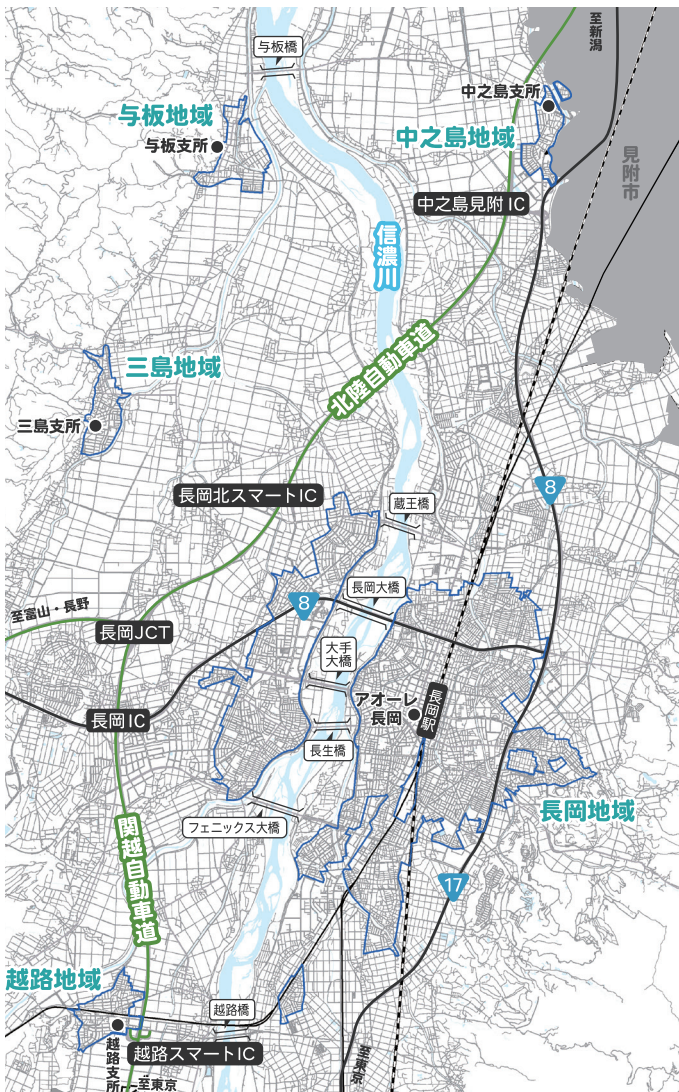 至新潟
与板橋
中之島支所
与板地域
中之島地域
与板支所
見附市
中之島見附IC
信濃川
北陸自動車道
三島地域
三島支所
8
長岡北スマートIC
蔵王橋
長岡大橋
8
至富山・長野
長岡JCT
大手
大橋
長岡駅
アオーレ
長岡
長岡IC
長生橋
長岡地域
フェニックス大橋
関越自動車道
17
越路地域
越路橋
越路支所
越路スマートIC
至東京
至東京